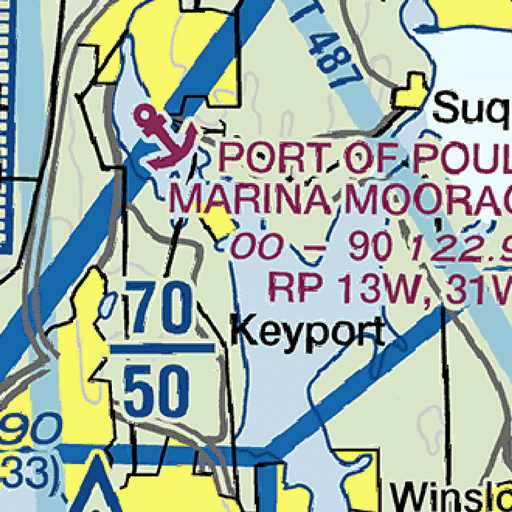 T 487
Suq
PORT OF POUL
MARINA MOORAG
00 – 90 122.9
RP 13W, 31W
70
50
Keyport
90
33)
Winslo